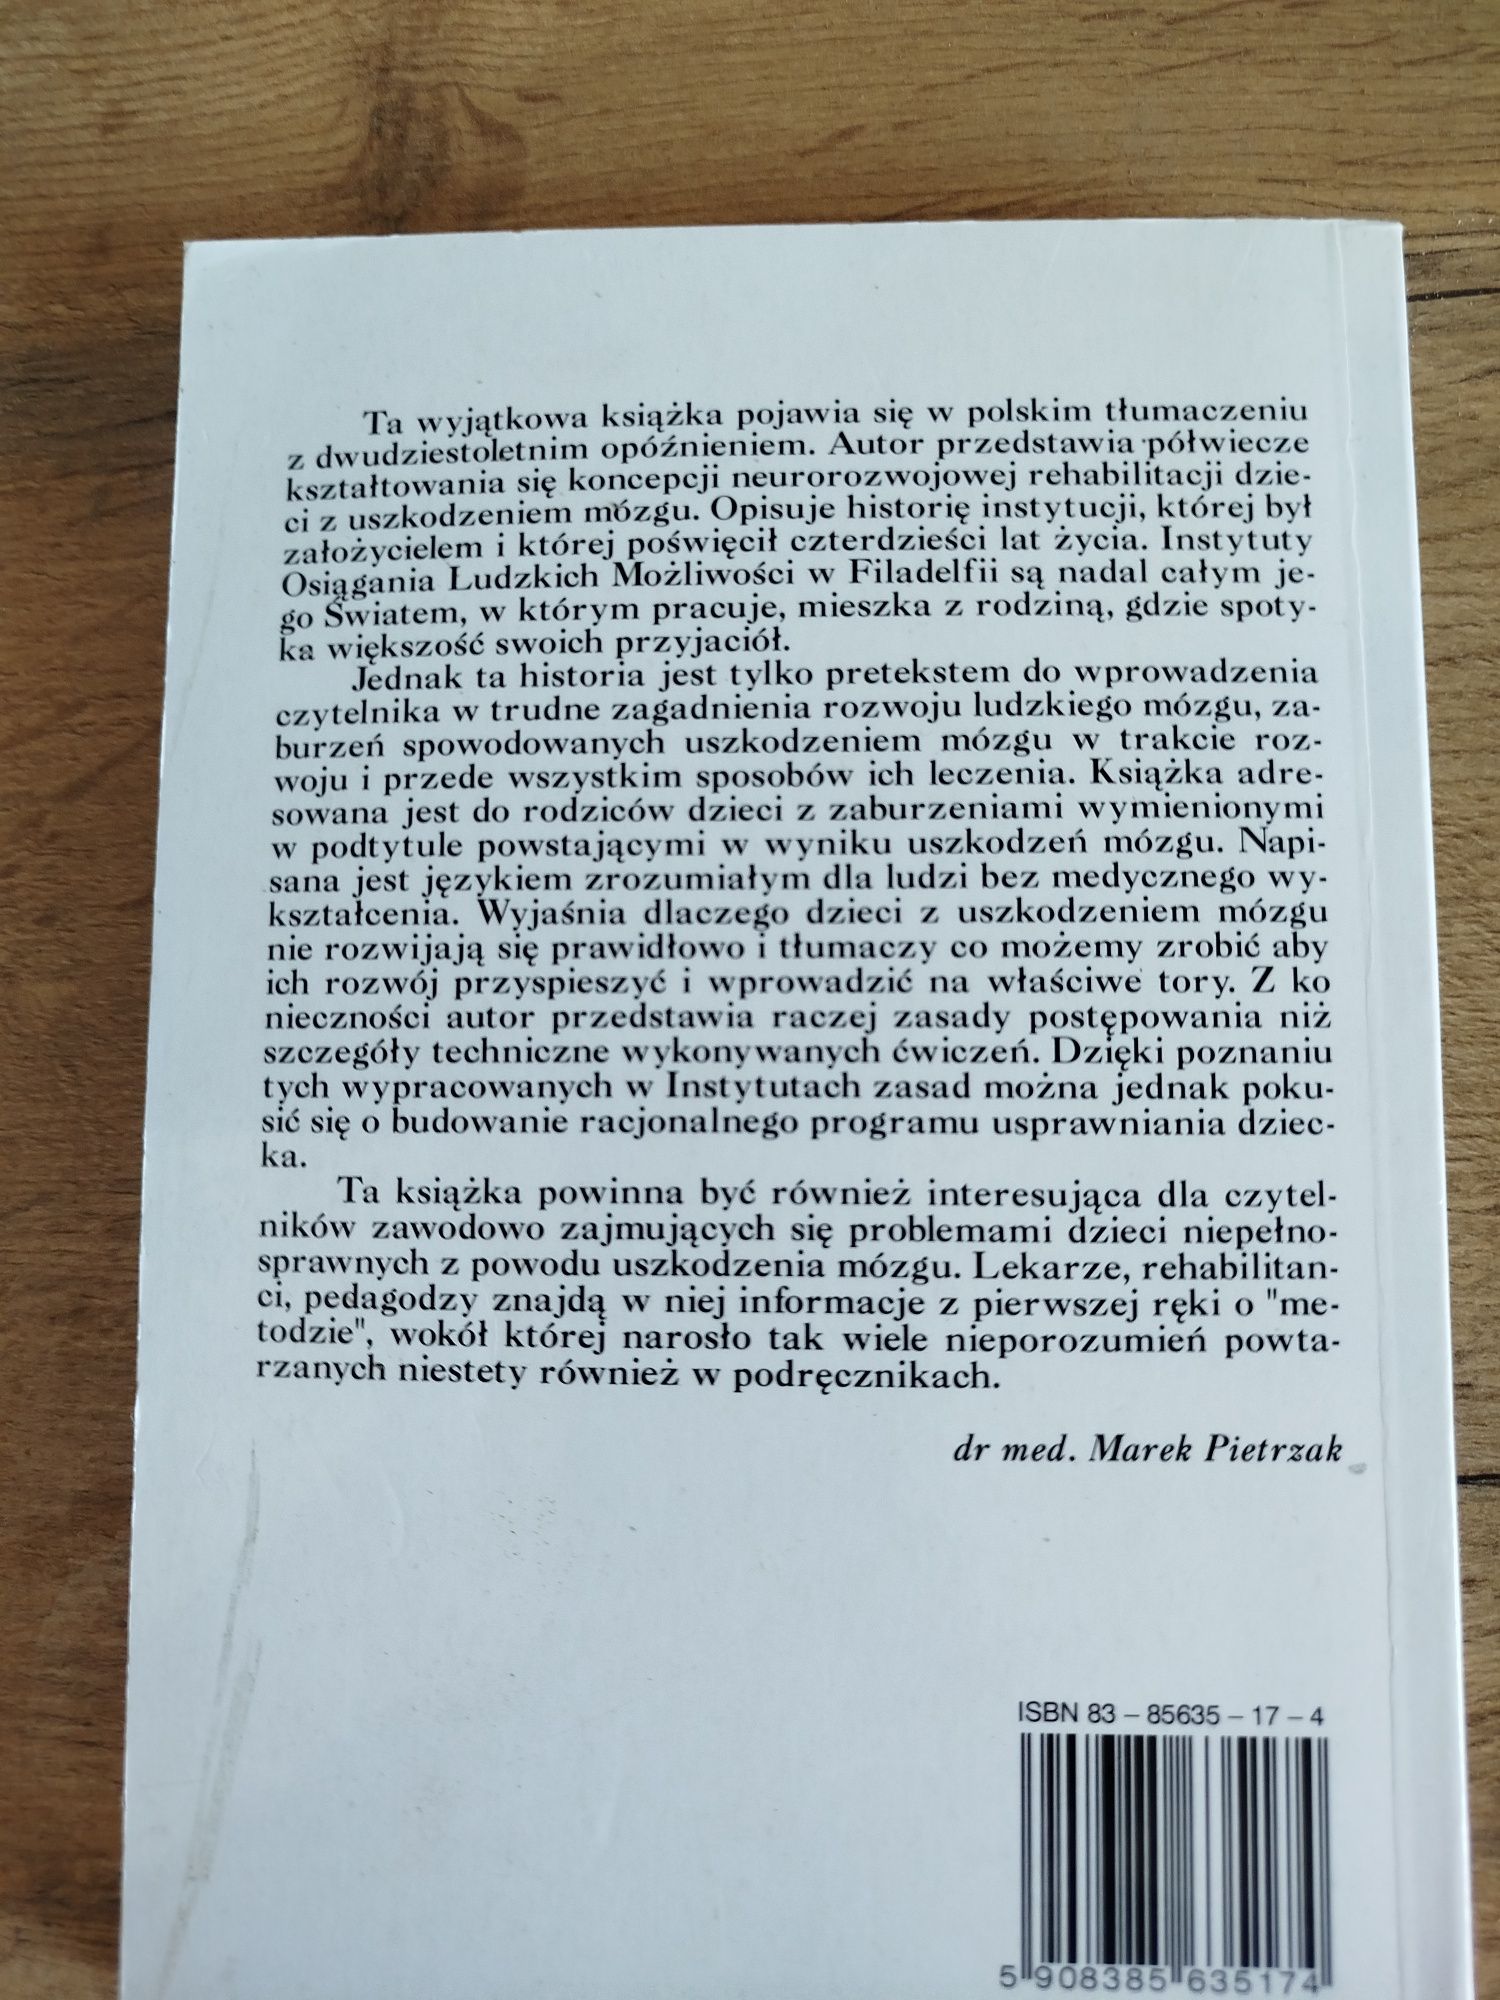 Ta wyjątkowa książka pojawia się w polskim tłumaczeniu
z dwudziestoletnim opóźnieniem. Autor przedstawia półwiecze
kształtowania się koncepcji neurorozwojowej rehabilitacji dzie-
ci z uszkodzeniem mózgu. Opisuje historię instytucji, której był
założycielem i której poświęcił czterdzieści lat życia. Instytuty
Osiągania Ludzkich Możliwości w Filadelfii są nadal całym je-
go Światem, w którym pracuje, mieszka z rodziną, gdzie spoty-
ka większość swoich przyjaciół.
Jednak ta historia jest tylko pretekstem do wprowadzenia
czytelnika w trudne zagadnienia rozwoju ludzkiego mózgu, za-
burzeń spowodowanych uszkodzeniem mózgu w trakcie roz-
woju i przede wszystkim sposobów ich leczenia. Książka adre-
sowana jest do rodziców dzieci z zaburzeniami wymienionymi
w podtytule powstającymi w wyniku uszkodzeń mózgu. Napi-
sana jest językiem zrozumiałym dla ludzi bez medycznego wy-
kształcenia. Wyjaśnia dlaczego dzieci z uszkodzeniem mózgu
nie rozwijają się prawidłowo i tłumaczy co możemy zrobić aby
ich rozwój przyspieszyć i wprowadzić na właściwe tory. Z ko
nieczności autor przedstawia raczej zasady postępowania niż
szczegóły techniczne wykonywanych ćwiczeń. Dzięki poznaniu
tych wypracowanych w Instytutach zasad można jednak poku-
sić się o budowanie racjonalnego programu usprawniania dziec-
ka.
Ta książka powinna być również interesująca dla czytel-
ników zawodowo zajmujących się problemami dzieci niepełno-
sprawnych z powodu uszkodzenia mózgu. Lekarze, rehabilitan-
ci, pedagodzy znajdą w niej informacje z pierwszej ręki o "me-
todzie", wokół której narosło tak wiele nieporozumień powta-
rzanych niestety również w podręcznikach.
dr med. Marek Pietrzak
ISBN 83 – 85635 – 17 – 4
5 908385 635174